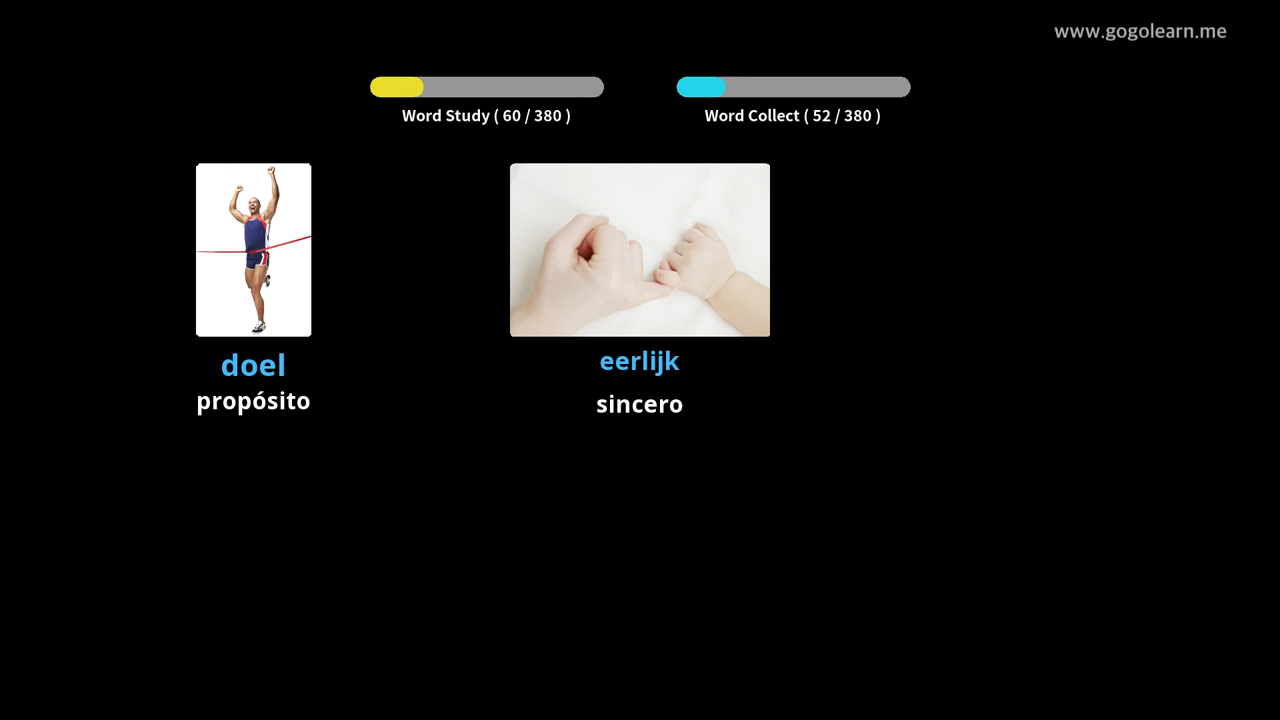 www.gogolearn.me
Word Study ( 60 / 380 )
Word Collect ( 52 / 380 )
doel
propósito
eerlijk
sincero